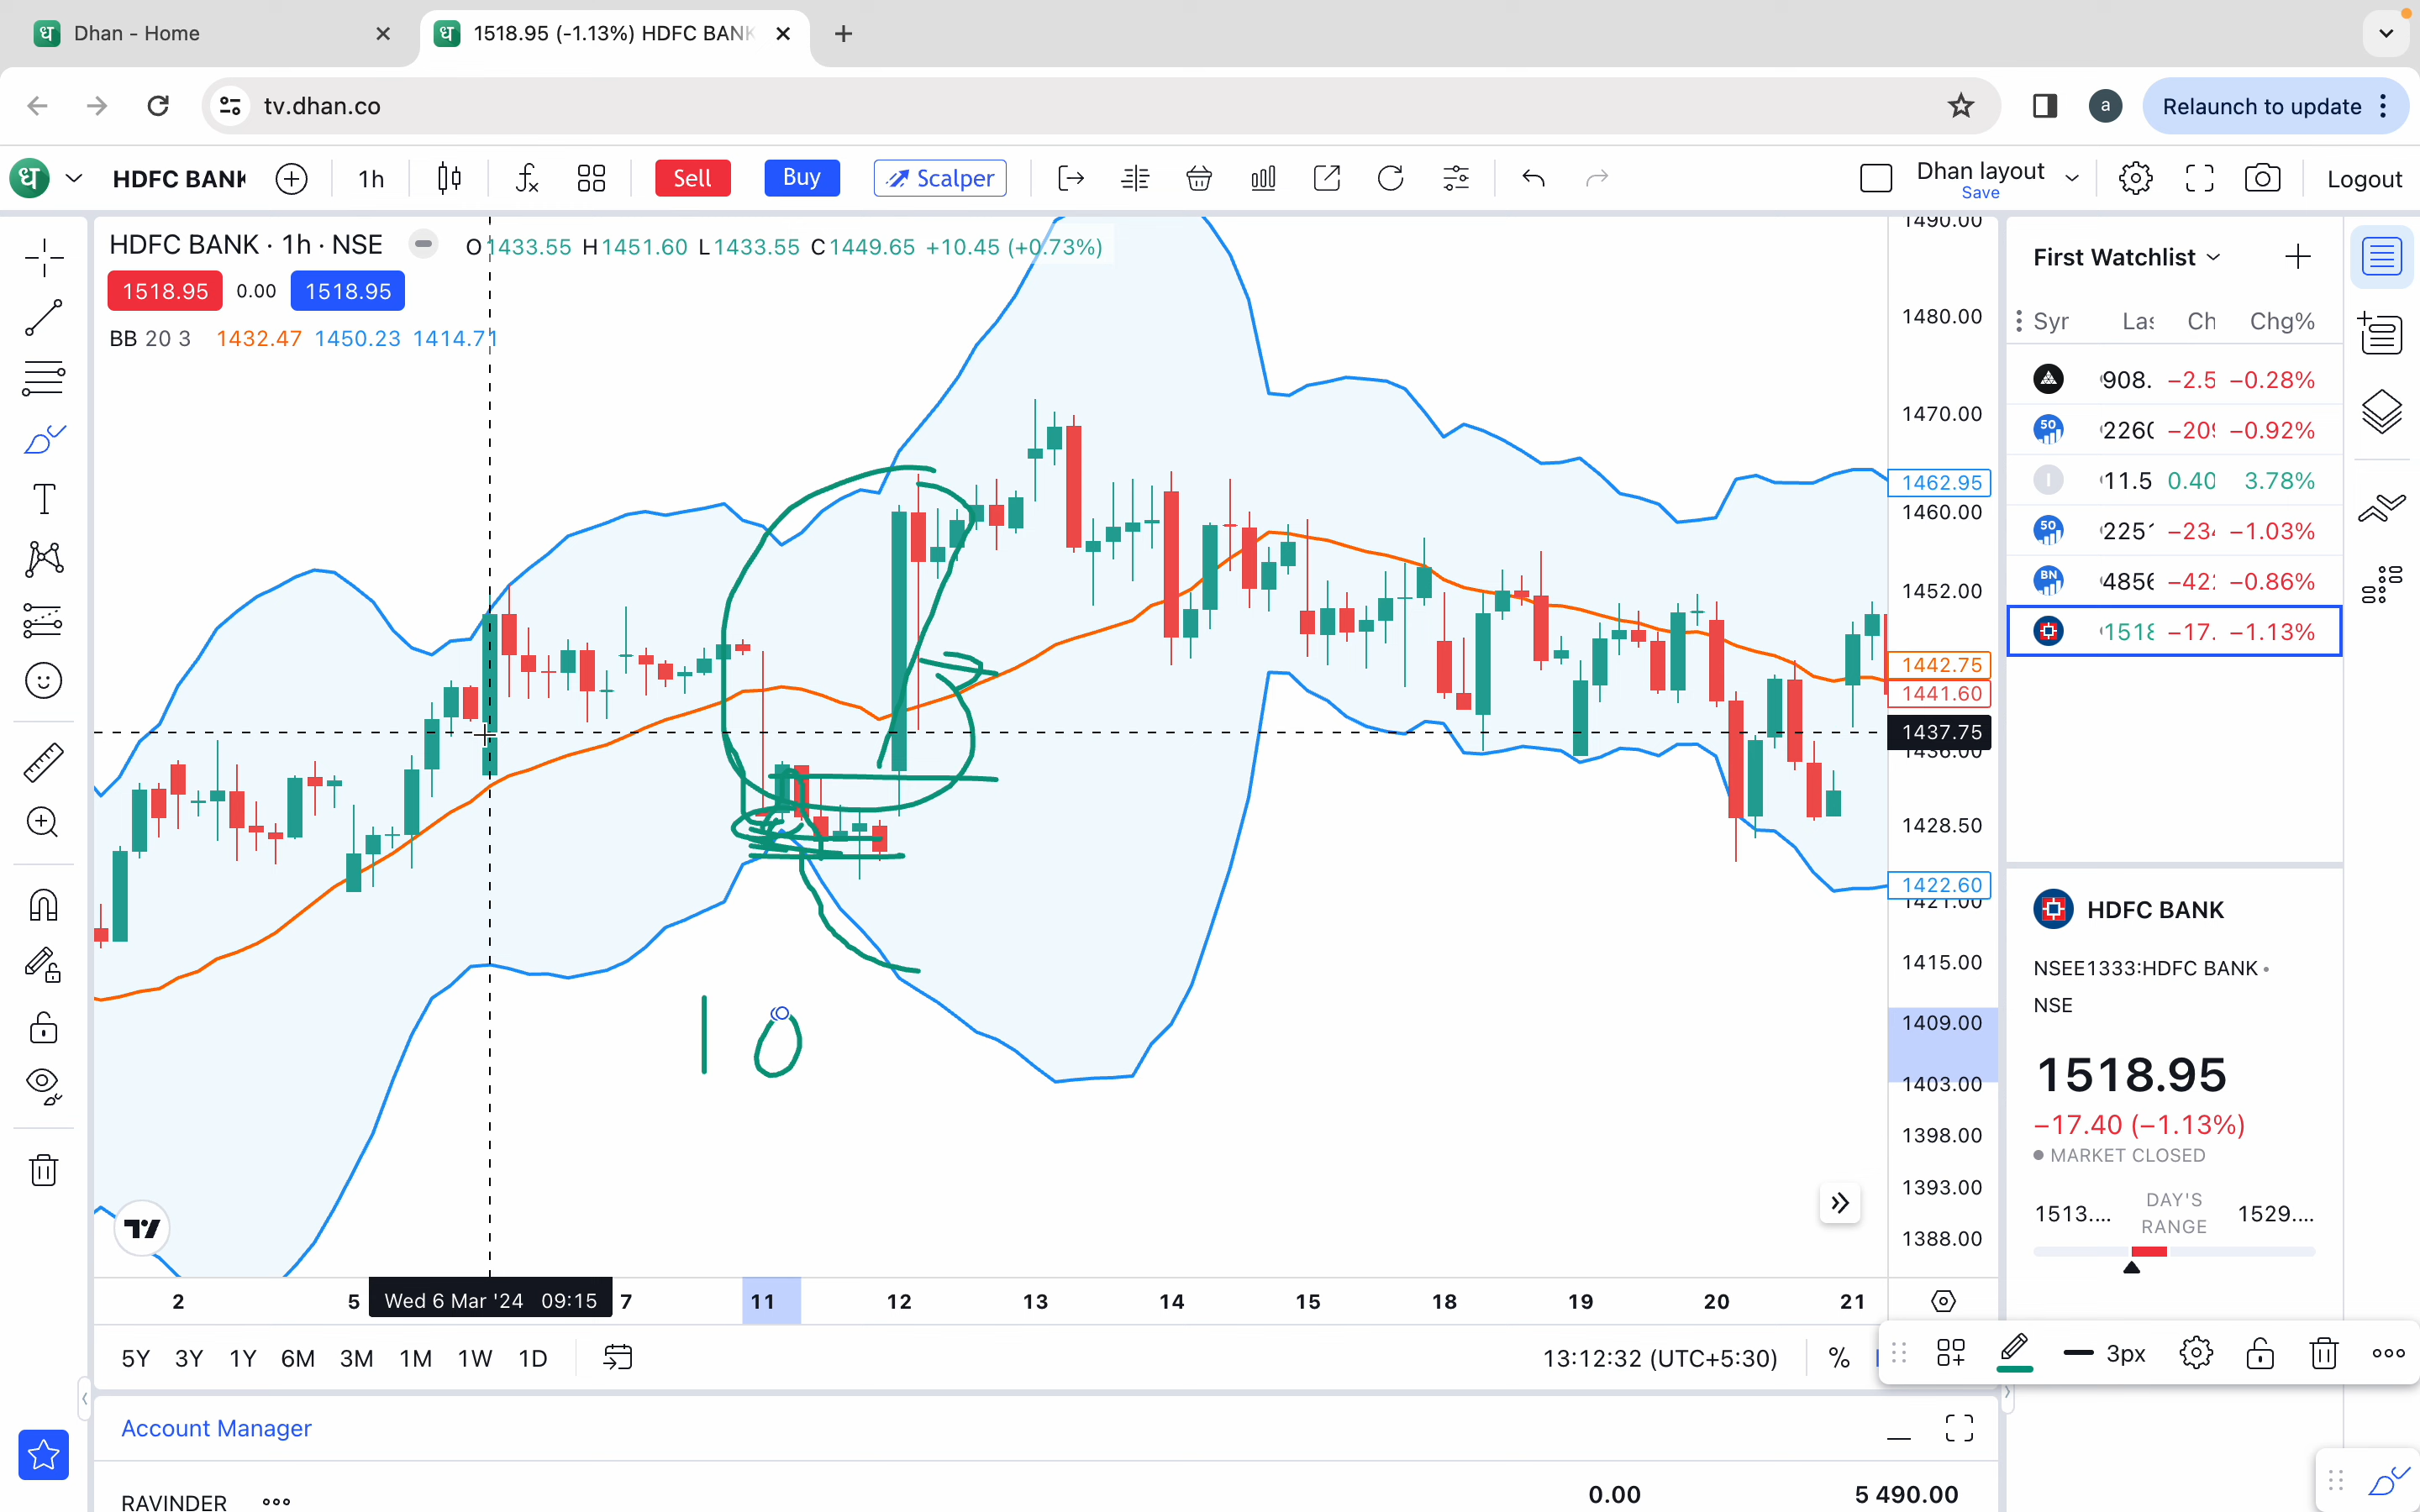 Dhan - Home
1518.95 (-1.13%) HDFC BANK
tv.dhan.co
a
Relaunch to update
ध HDFC BANK 1h Sell Buy Scalper Dhan layout Logout
Save
HDFC BANK · 1h · NSE O1433.55 H1451.60 L1433.55 C1449.65 +10.45 (+0.73%)
1518.95 0.00 1518.95
BB 20 3 1432.47 1450.23 1414.71
10
1490.00
1480.00
1470.00
1462.95
1460.00
1452.00
1442.75
1441.60
1437.75
1436.00
1428.50
1422.60
1421.00
1415.00
1409.00
1403.00
1398.00
1393.00
1388.00
2 5 Wed 6 Mar '24 09:15 7 11 12 13 14 15 18 19 20 21
5Y 3Y 1Y 6M 3M 1M 1W 1D 13:12:32 (UTC+5:30) %
3px
Account Manager
RAVINDER 0.00 5 490.00
First Watchlist
Syr Las Ch Chg%
908. −2.5 −0.28%
50 2260 −20 −0.92%
I 11.5 0.40 3.78%
50 225 −23 −1.03%
BN 4856 −42 −0.86%
1518 −17. −1.13%
HDFC BANK
NSEE1333:HDFC BANK •
NSE
1518.95
−17.40 (−1.13%)
MARKET CLOSED
1513.... DAY'S RANGE 1529....